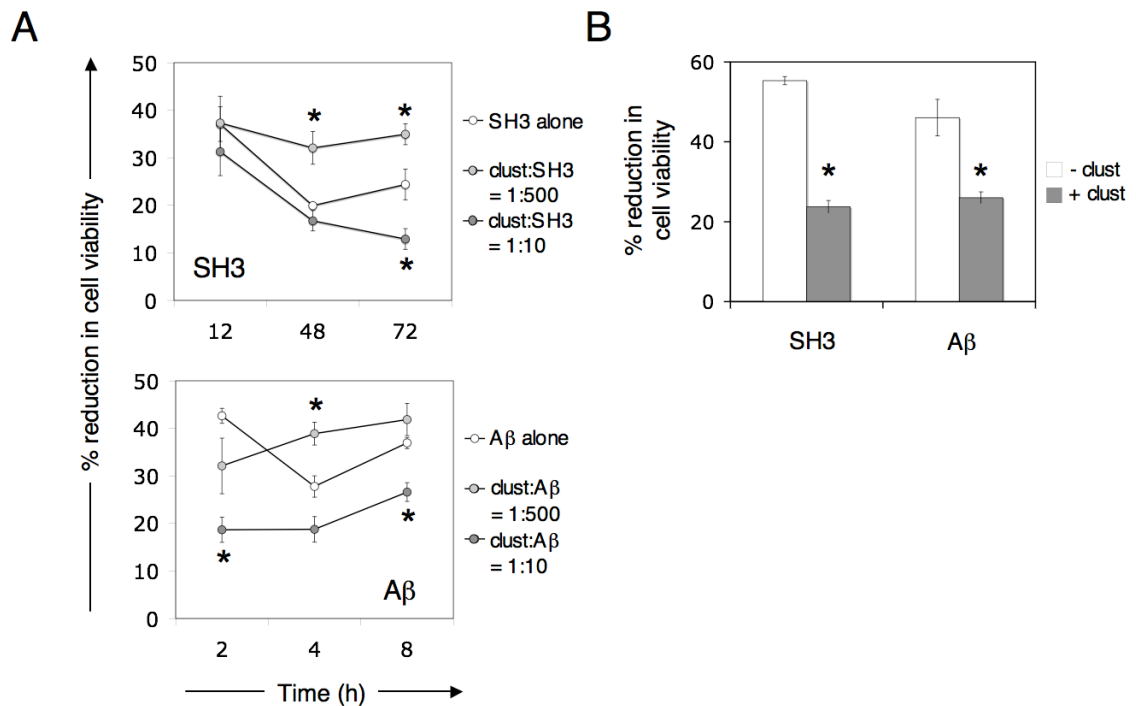 A
% reduction in cell viability
50
40
30
20
10
0
*
*
*
SH3
12
48
72
SH3 alone
clust:SH3
= 1:500
clust:SH3
= 1:10
50
40
30
20
10
0
*
*
*
Aβ
2
4
8
Time (h)
Aβ alone
clust:Aβ
= 1:500
clust:Aβ
= 1:10
B
% reduction in
cell viability
60
40
20
0
*
*
SH3
Aβ
- clust
+ clust